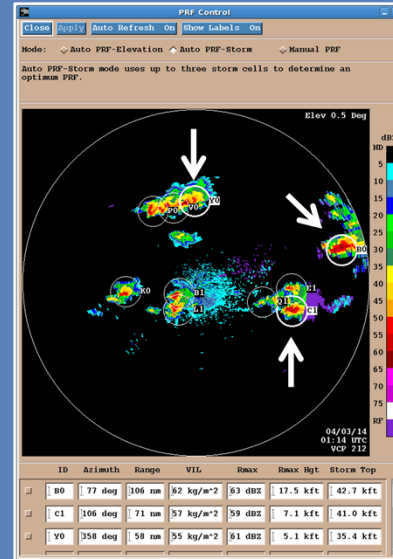 PRF Control
Close Apply Auto Refresh On Show Labels On
Mode: Auto PRF-Elevation Auto PRF-Storm Manual PRF
Auto PRF-Storm mode uses up to three storm cells to determine an
optimum PRF.
Elev 0.5 Deg
dBZ
ND
5
10
15
20
25
30
35
40
45
50
55
60
65
70
75
RF
P0 V0 Y0
B0
K0
B1
L1
E1
Q1
C1
04/03/14
01:14 UTC
VCP 212
ID Azimuth Range VIL Rmax Rmax Hgt Storm Top
B0 77 deg 106 nm 62 kg/m^2 63 dBZ 17.5 kft 42.7 kft
C1 106 deg 71 nm 57 kg/m^2 59 dBZ 7.1 kft 41.0 kft
Y0 358 deg 58 nm 55 kg/m^2 61 dBZ 5.1 kft 35.4 kft